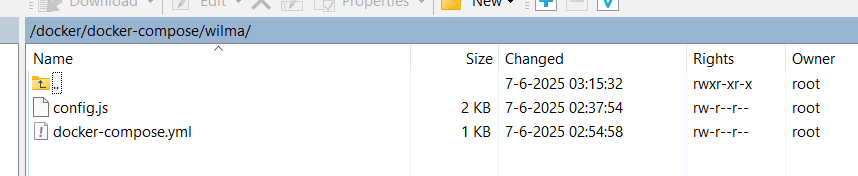 Download Edit Properties New
/docker/docker-compose/wilma/
Name Size Changed Rights Owner
.. 7-6-2025 03:15:32 rwxr-xr-x root
config.js 2 KB 7-6-2025 02:37:54 rw-r--r-- root
docker-compose.yml 1 KB 7-6-2025 02:54:58 rw-r--r-- root